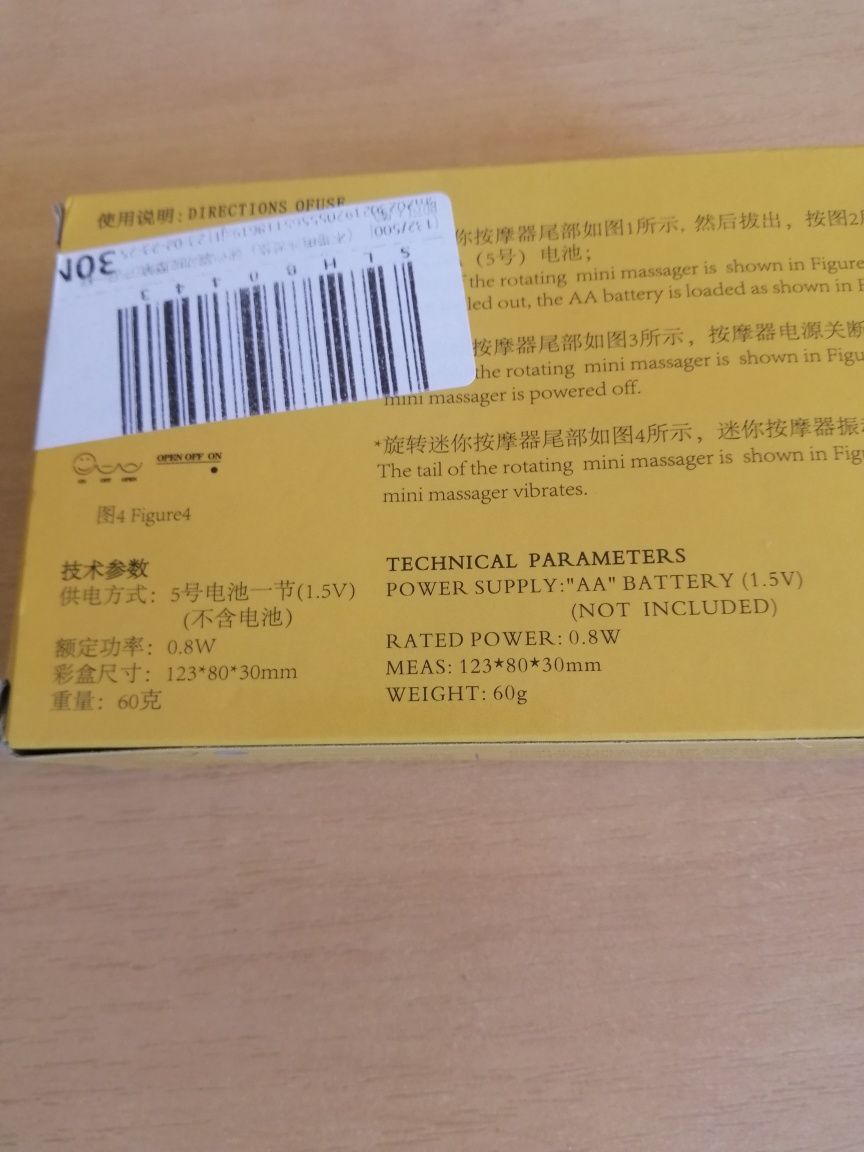 使用说明: DIRECTIONS OFUSE
你按摩器尾部如图1所示, 然后拔出，按图2
（5号）电池；
the rotating mini massager is shown in Figure
led out, the AA battery is loaded as shown in
按摩器尾部如图3所示，按摩器电源关断
the rotating mini massager is shown in Figu
mini massager is powered off.
*旋转迷你按摩器尾部如图4所示，迷你按摩器振
The tail of the rotating mini massager is shown in Figu
mini massager vibrates.
(137/500)
SLH80443
OPEN OFF ON
ON OFF OPEN
图4 Figure4
技术参数
供电方式：5号电池一节(1.5V)
(不含电池)
额定功率：0.8W
彩盒尺寸：123*80*30mm
重量：60克
TECHNICAL PARAMETERS
POWER SUPPLY:"AA" BATTERY (1.5V)
(NOT INCLUDED)
RATED POWER: 0.8W
MEAS: 123★80★30mm
WEIGHT: 60g